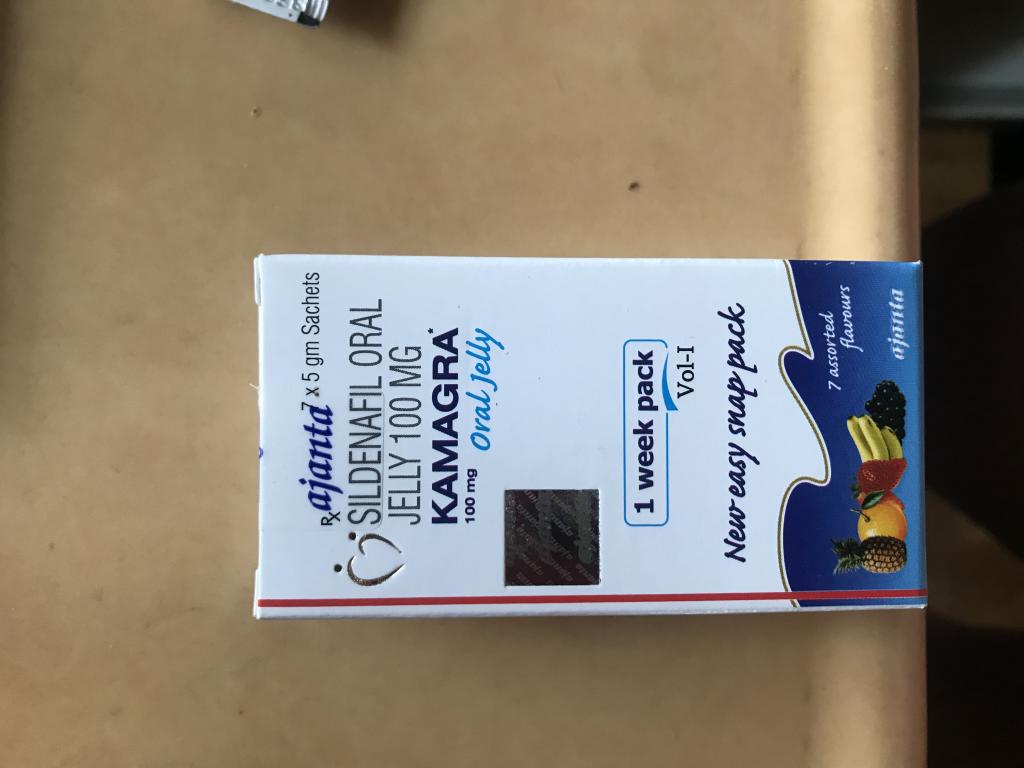 Rx ajanta 7 x 5 gm Sachets
SILDENAFIL ORAL
JELLY 100 MG
KAMAGRA*
100 mg Oral Jelly
1 week pack
Vol-I
New easy snap pack
7 assorted
flavours
ajanta